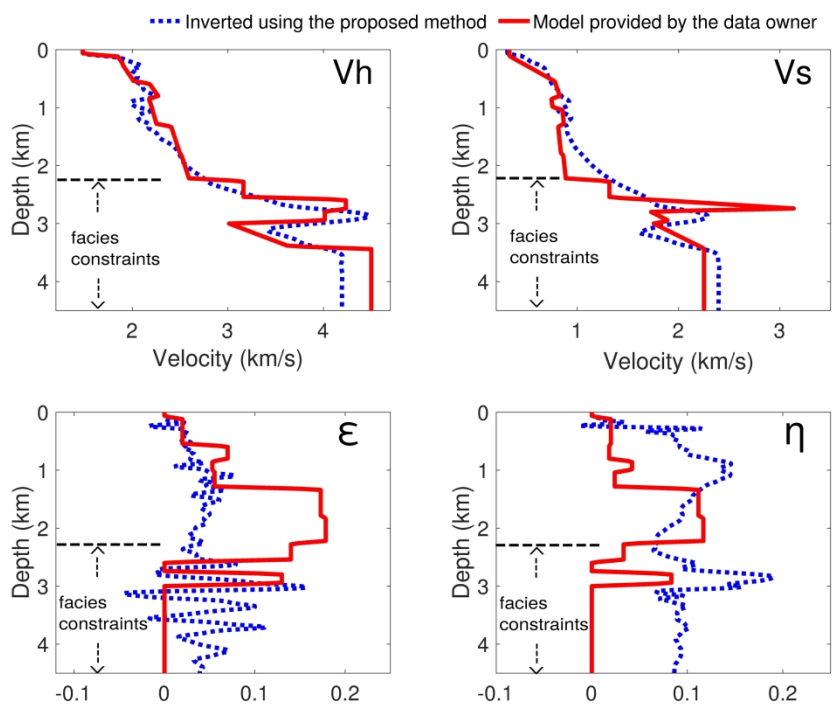 Inverted using the proposed method Model provided by the data owner
0
1
2
3
4
Depth (km)
Vh
facies
constraints
2 3 4
Velocity (km/s)
0
1
2
3
4
Depth (km)
Vs
facies
constraints
1 2 3
Velocity (km/s)
0
1
2
3
4
Depth (km)
ε
facies
constraints
-0.1 0 0.1 0.2
0
1
2
3
4
Depth (km)
η
facies
constraints
-0.1 0 0.1 0.2